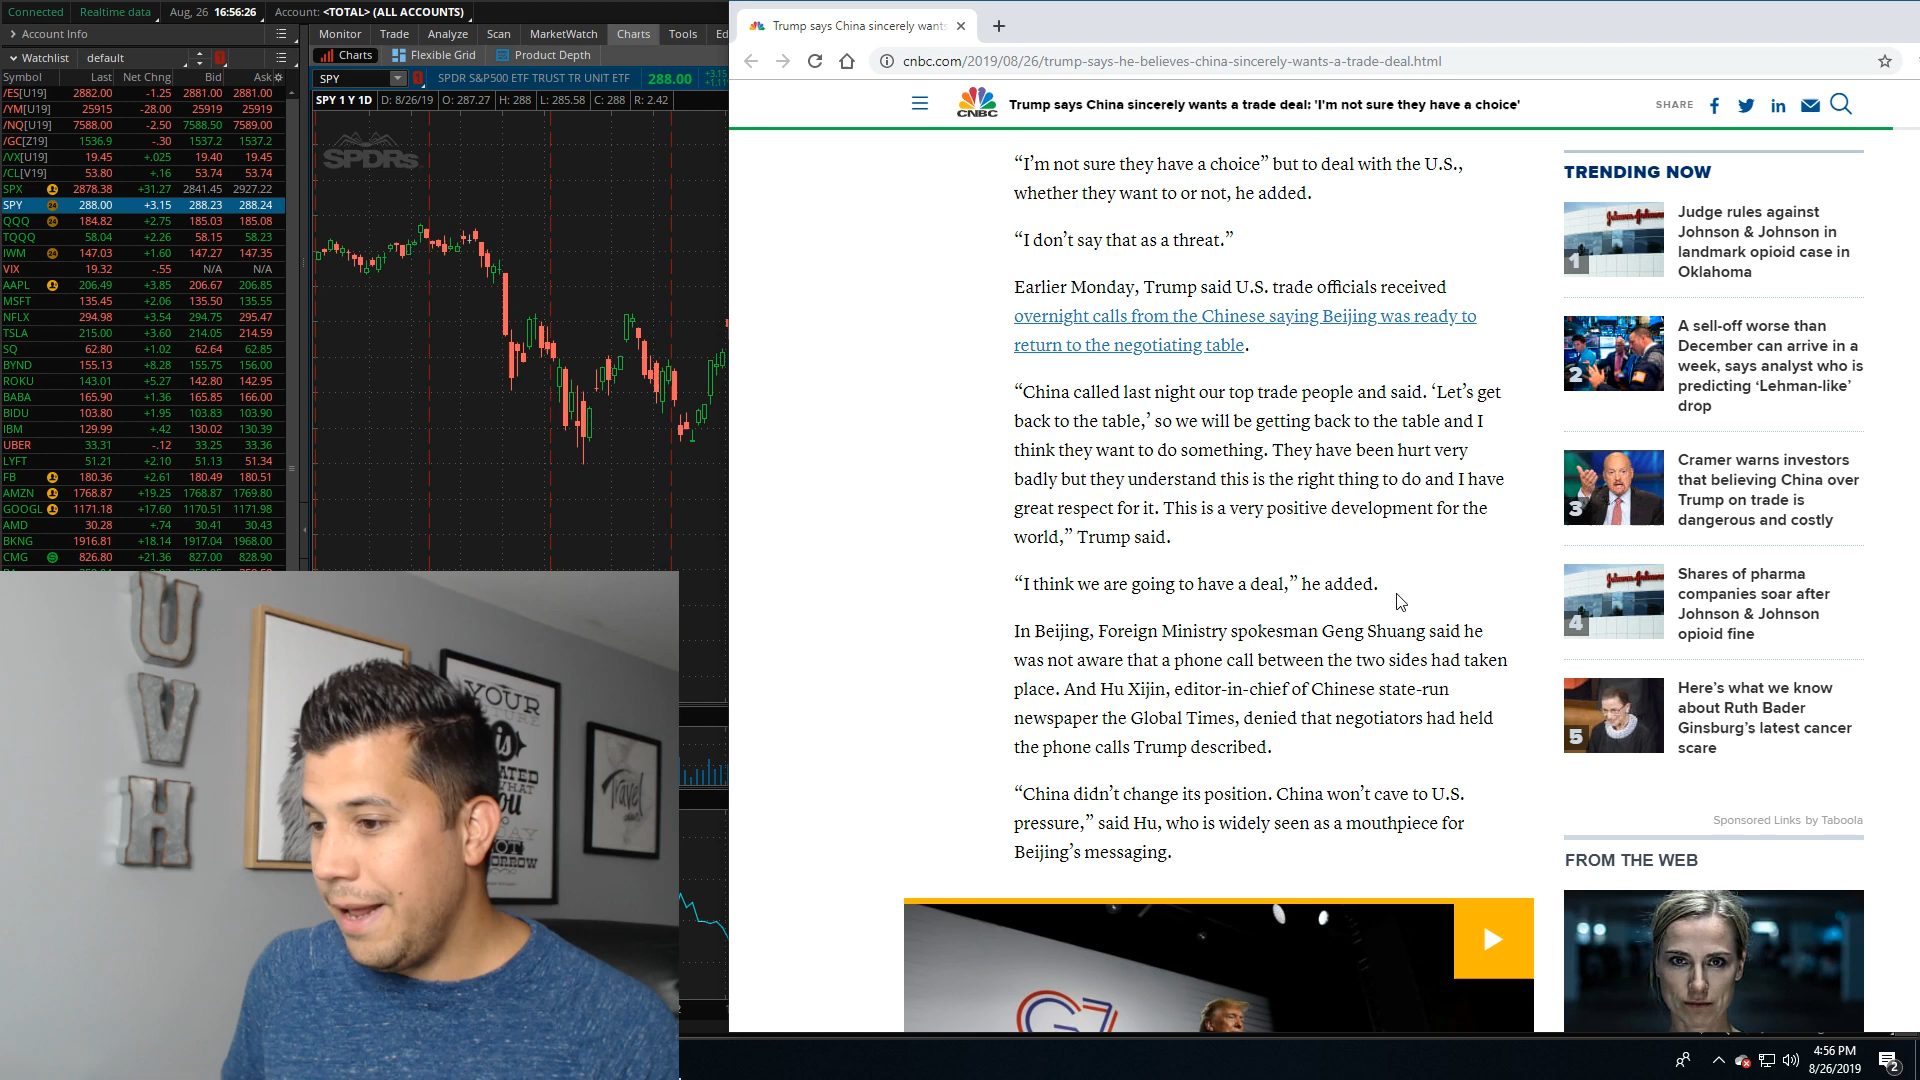 Connected Realtime data Aug, 26 16:56:26 Account: <TOTAL> (ALL ACCOUNTS)
Account Info
Watchlist default
Symbol Last Net Chng Bid Ask
/ES[U19] 2882.00 -1.25 2881.00 2881.00
/YM[U19] 25915 -28.00 25919 25919
/NQ[U19] 7588.00 -2.50 7588.50 7589.00
/GC[Z19] 1536.9 -.30 1537.2 1537.2
/VX[U19] 19.45 +.025 19.40 19.45
/CL[V19] 53.80 +.16 53.74 53.74
SPX 2878.38 +31.27 2841.45 2927.22
SPY 24 288.00 +3.15 288.23 288.24
QQQ 24 184.82 +2.75 185.03 185.08
TQQQ 58.04 +2.26 58.15 58.23
IWM 24 147.03 +1.60 147.27 147.35
VIX 19.32 -.55 N/A N/A
AAPL 206.49 +3.85 206.67 206.85
MSFT 135.45 +2.06 135.50 135.55
NFLX 294.98 +3.54 294.75 295.47
TSLA 215.00 +3.60 214.05 214.59
SQ 62.80 +1.02 62.64 62.85
BYND 155.13 +8.28 155.75 156.00
ROKU 143.01 +5.27 142.80 142.95
BABA 165.90 +1.36 165.85 166.00
BIDU 103.80 +1.95 103.83 103.90
IBM 129.99 +.42 130.02 130.39
UBER 33.31 -.12 33.25 33.36
LYFT 51.21 +2.10 51.13 51.34
FB 180.36 +2.61 180.49 180.51
AMZN 1768.87 +19.25 1768.87 1769.80
GOOGL 1171.18 +17.60 1170.51 1171.98
AMD 30.28 +.74 30.41 30.43
BKNG 1916.81 +18.14 1917.04 1968.00
CMG 826.80 +21.36 827.00 828.90
Monitor Trade Analyze Scan MarketWatch Charts Tools Ed
Charts Flexible Grid Product Depth
SPY SPDR S&P500 ETF TRUST TR UNIT ETF 288.00 +3.15
SPY 1 Y 1D D: 8/26/19 O: 287.27 H: 288 L: 285.58 C: 288 R: 2.42
SPDRs
U
V
H
YOUR
is
WHAT
you
NOT
Travel
Trump says China sincerely want
cnbc.com/2019/08/26/trump-says-he-believes-china-sincerely-wants-a-trade-deal.html
CNBC
Trump says China sincerely wants a trade deal: 'I'm not sure they have a choice'
SHARE
“I’m not sure they have a choice” but to deal with the U.S.,
whether they want to or not, he added.
“I don’t say that as a threat.”
Earlier Monday, Trump said U.S. trade officials received
overnight calls from the Chinese saying Beijing was ready to
return to the negotiating table.
“China called last night our top trade people and said. ‘Let’s get
back to the table,’ so we will be getting back to the table and I
think they want to do something. They have been hurt very
badly but they understand this is the right thing to do and I have
great respect for it. This is a very positive development for the
world,” Trump said.
“I think we are going to have a deal,” he added.
In Beijing, Foreign Ministry spokesman Geng Shuang said he
was not aware that a phone call between the two sides had taken
place. And Hu Xijin, editor-in-chief of Chinese state-run
newspaper the Global Times, denied that negotiators had held
the phone calls Trump described.
“China didn’t change its position. China won’t cave to U.S.
pressure,” said Hu, who is widely seen as a mouthpiece for
Beijing’s messaging.
G7
TRENDING NOW
1
Judge rules against
Johnson & Johnson in
landmark opioid case in
Oklahoma
2
A sell-off worse than
December can arrive in a
week, says analyst who is
predicting ‘Lehman-like’
drop
3
Cramer warns investors
that believing China over
Trump on trade is
dangerous and costly
4
Shares of pharma
companies soar after
Johnson & Johnson
opioid fine
5
Here’s what we know
about Ruth Bader
Ginsburg’s latest cancer
scare
Sponsored Links by Taboola
FROM THE WEB
4:56 PM
8/26/2019
2